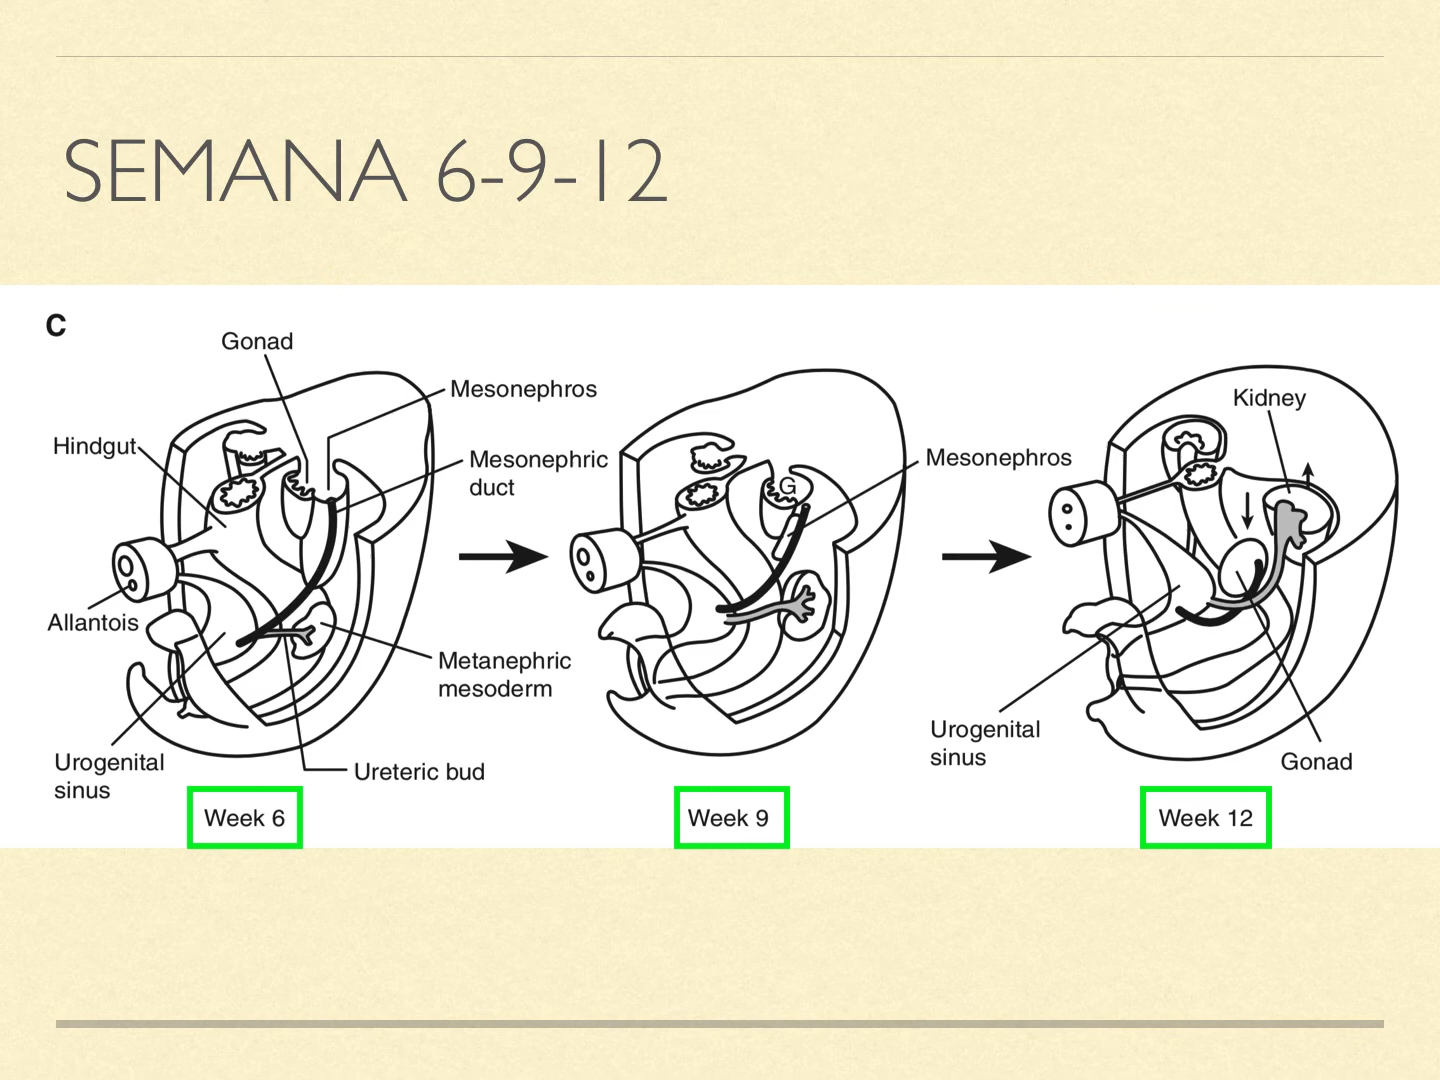 SEMANA 6-9-12
C
Gonad
Mesonephros
Hindgut
Mesonephric
duct
Allantois
Metanephric
mesoderm
Urogenital
sinus
Ureteric bud
Week 6
G
Mesonephros
Week 9
Kidney
Urogenital
sinus
Gonad
Week 12